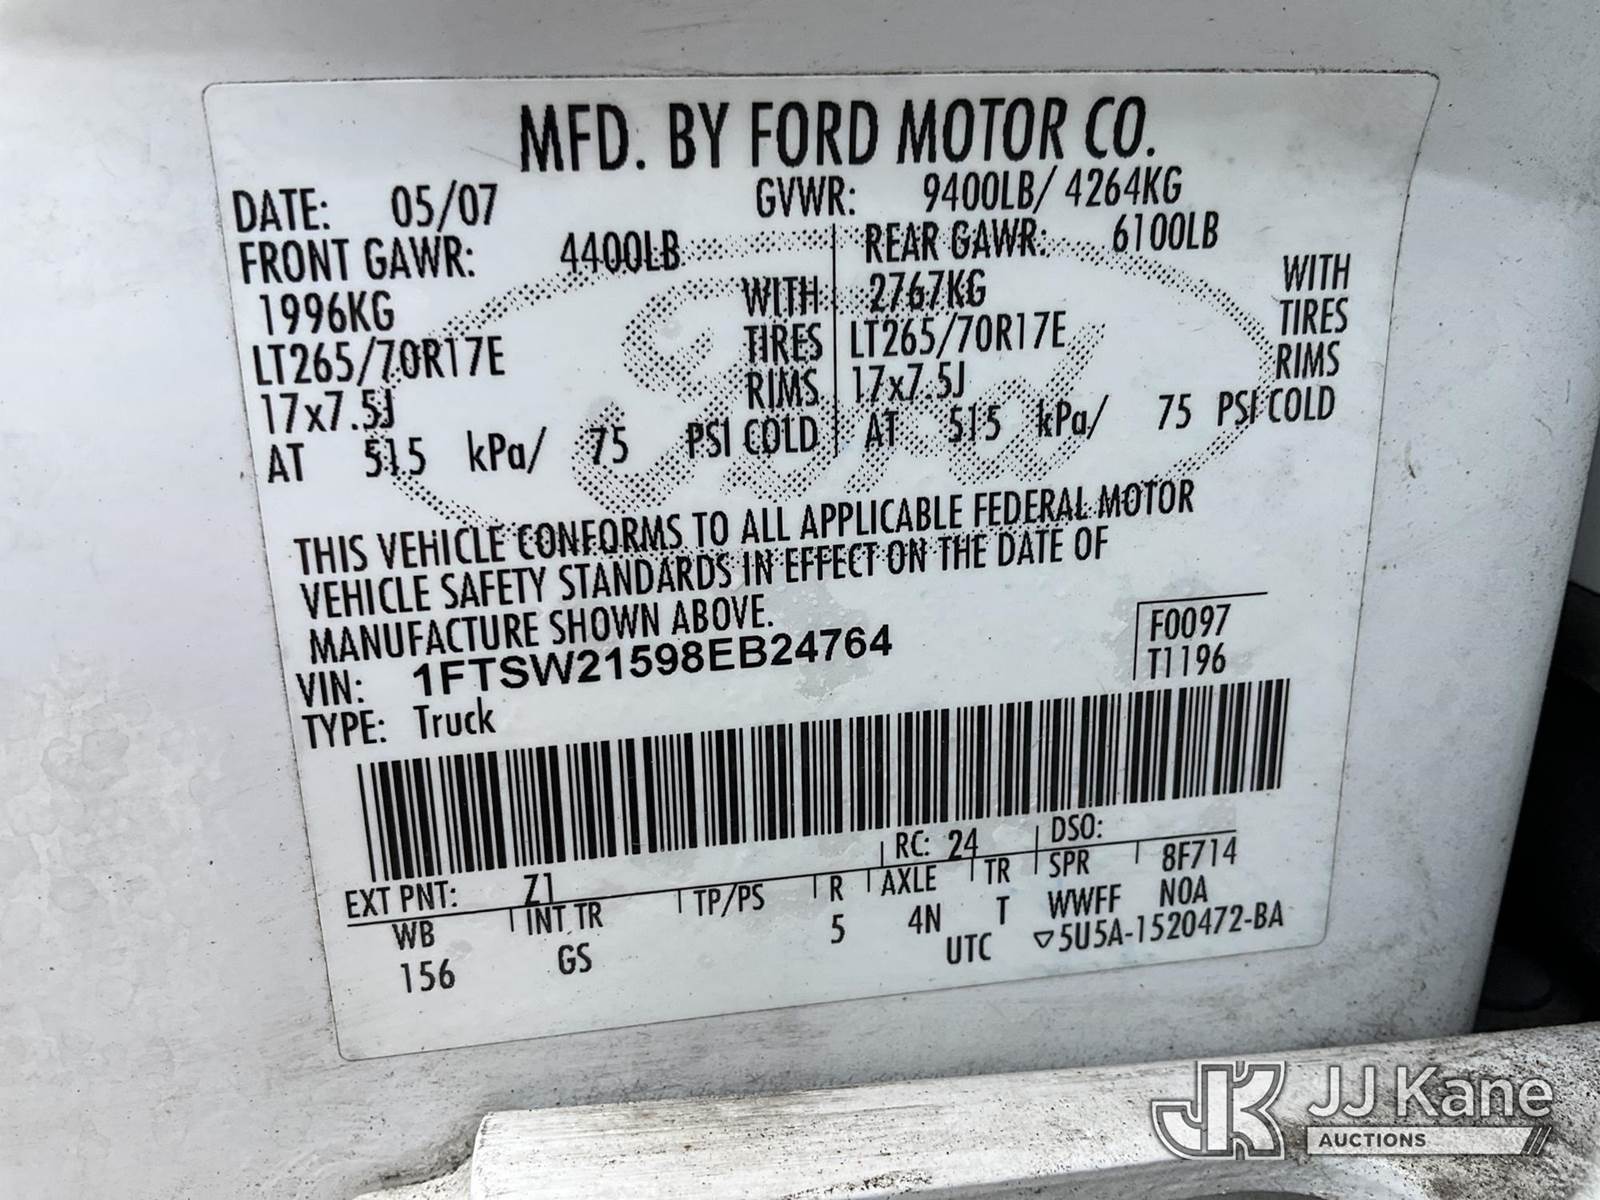 MFD. BY FORD MOTOR CO.
DATE: 05/07 GVWR: 9400LB/ 4264KG
FRONT GAWR: 4400LB REAR GAWR: 6100LB
1996KG WITH 2767KG WITH
LT265/70R17E TIRES LT265/70R17E TIRES
17x7.5J RIMS 17x7.5J RIMS
AT 515 kPa/ 75 PSI COLD AT 515 kPa/ 75 PSI COLD
THIS VEHICLE CONFORMS TO ALL APPLICABLE FEDERAL MOTOR
VEHICLE SAFETY STANDARDS IN EFFECT ON THE DATE OF
MANUFACTURE SHOWN ABOVE.
VIN: 1FTSW21598EB24764 F0097
TYPE: Truck T1196
RC: 24 DSO:
EXT PNT: Z1
WB INT TR TP/PS R AXLE TR SPR 8F714
156 GS 5 4N T WWFF NOA
UTC ▽5U5A-1520472-BA
Ford
JK JJ Kane
AUCTIONS